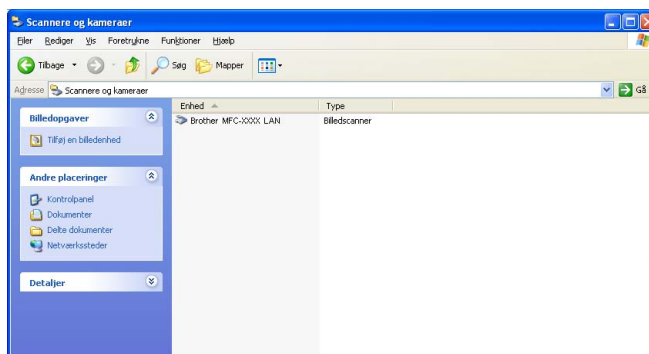 Scannere og kameraer
Filer Rediger Vis Foretrukne Funktioner Hjælp
Tilbage Søg Mapper
Adresse Scannere og kameraer Gå
Enhed Type
Billedopgaver
Brother MFC-XXXX LAN Billedscanner
Tilføj en billedenhed
Andre placeringer
Kontrolpanel
Dokumenter
Delte dokumenter
Netværkssteder
Detaljer